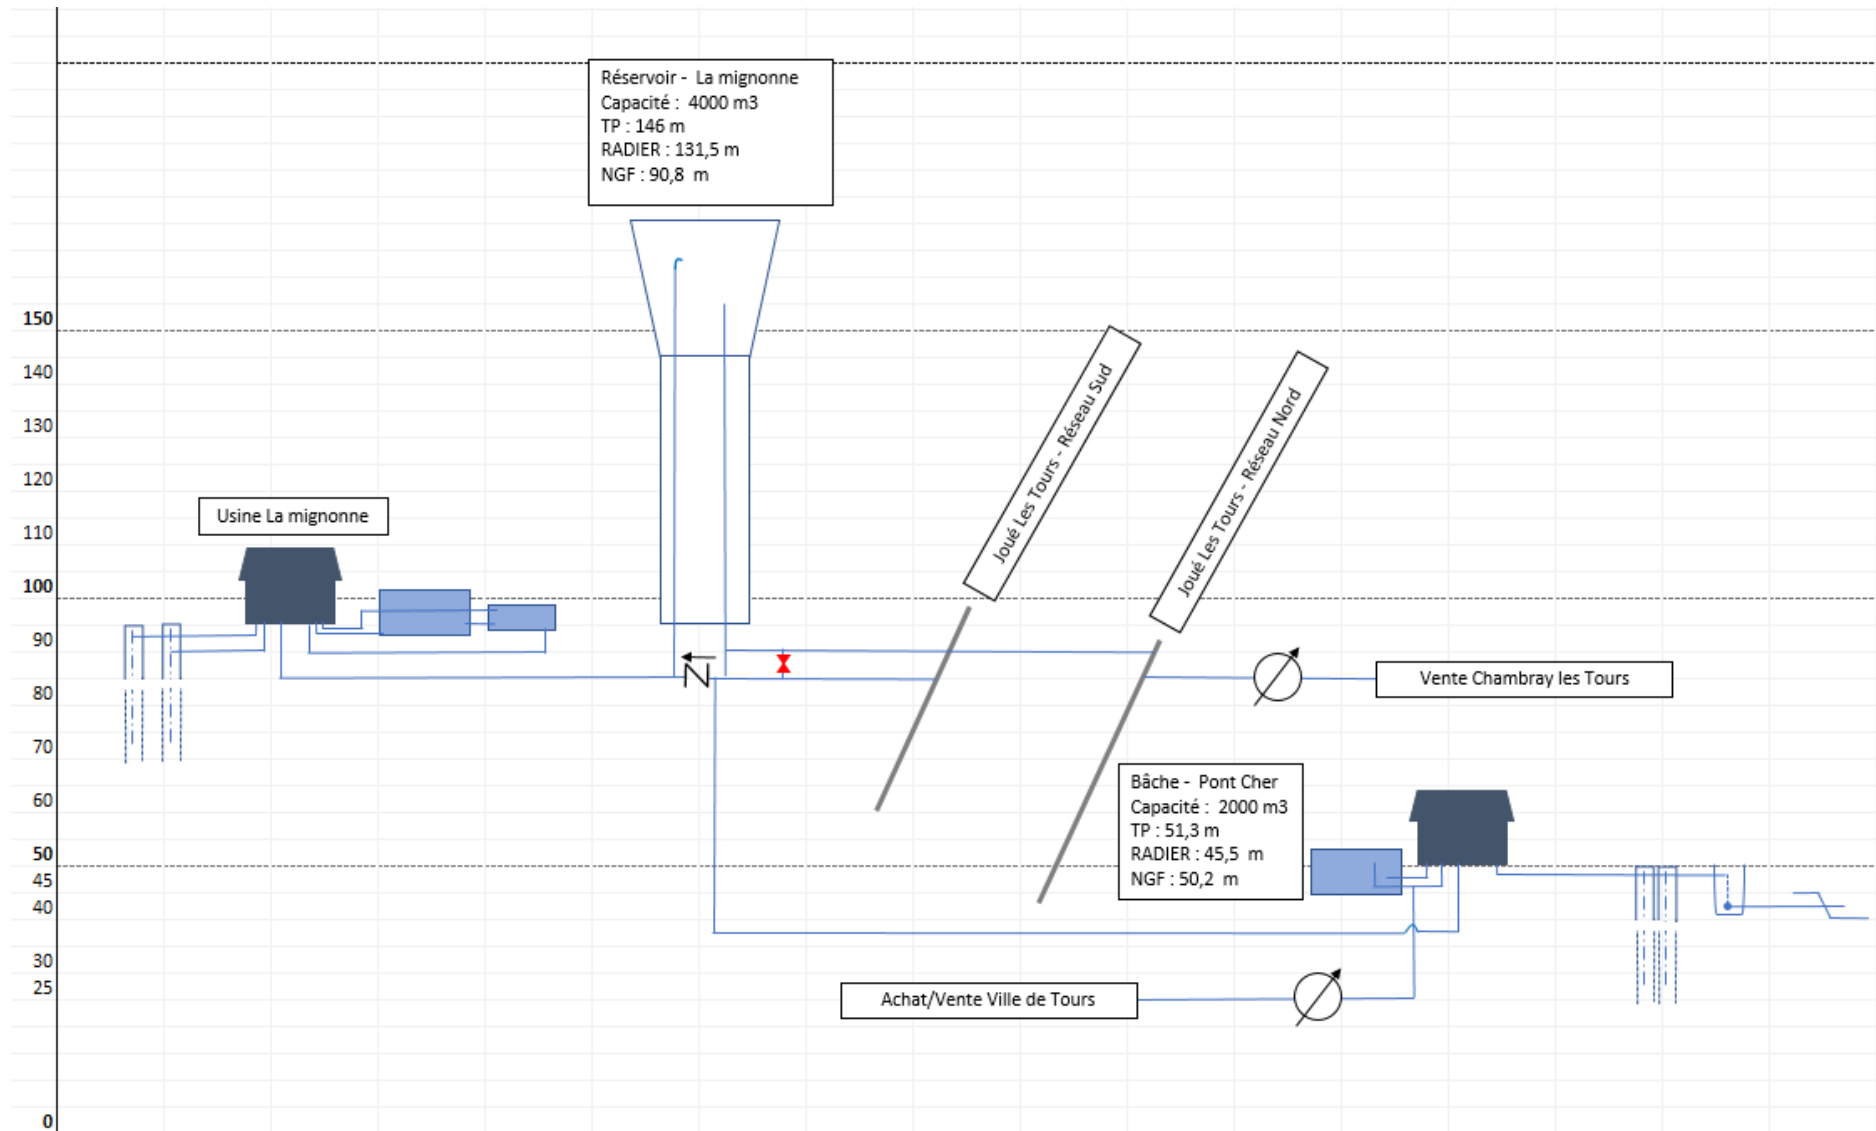 Réservoir - La mignonne
Capacité : 4000 m3
TP : 146 m
RADIER : 131,5 m
NGF : 90,8 m
150
140
130
120
110
100
90
80
70
60
50
45
40
30
25
0
Usine La mignonne
Joué Les Tours - Réseau Sud
Joué Les Tours - Réseau Nord
Vente Chambray les Tours
Bâche - Pont Cher
Capacité : 2000 m3
TP : 51,3 m
RADIER : 45,5 m
NGF : 50,2 m
Achat/Vente Ville de Tours